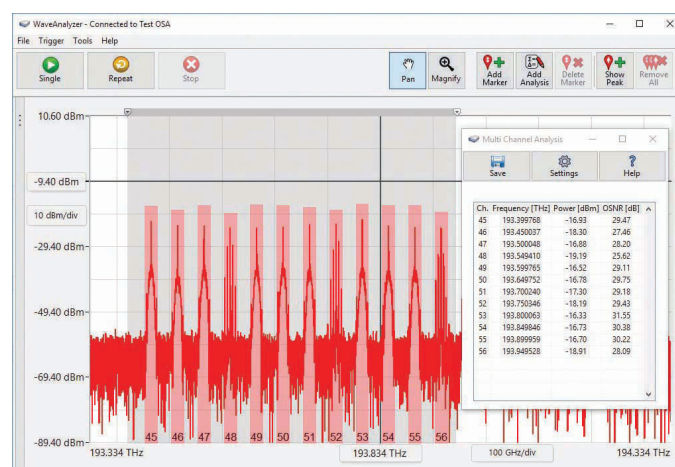 WaveAnalyzer - Connected to Test OSA
File Trigger Tools Help
Single Repeat Stop Pan Magnify Add Marker Add Analysis Delete Marker Show Peak Remove All
10.60 dBm
-9.40 dBm
10 dBm/div
-29.40 dBm
-49.40 dBm
-69.40 dBm
-89.40 dBm
45 46 47 48 49 50 51 52 53 54 55 56
193.334 THz 193.834 THz 100 GHz/div 194.334 THz
Multi Channel Analysis
Save Settings Help
Ch. Frequency [THz] Power [dBm] OSNR [dB]
45 193.399768 -16.93 29.47
46 193.450037 -18.30 27.46
47 193.500048 -16.88 28.20
48 193.549410 -19.19 25.62
49 193.599765 -16.52 29.11
50 193.649752 -16.78 29.75
51 193.700240 -17.30 29.18
52 193.750346 -18.19 29.43
53 193.800063 -16.33 31.55
54 193.849846 -16.73 30.38
55 193.899959 -16.70 30.22
56 193.949528 -18.91 28.09